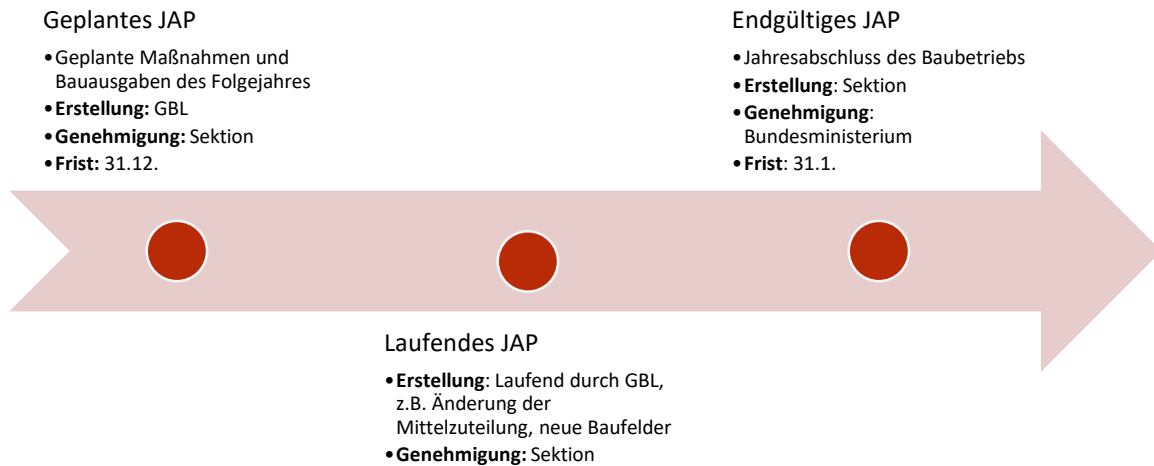 Geplantes JAP
•Geplante Maßnahmen und
Bauausgaben des Folgejahres
•Erstellung: GBL
•Genehmigung: Sektion
•Frist: 31.12.
Laufendes JAP
•Erstellung: Laufend durch GBL,
z.B. Änderung der
Mittelzuteilung, neue Baufelder
•Genehmigung: Sektion
Endgültiges JAP
•Jahresabschluss des Baubetriebs
•Erstellung: Sektion
•Genehmigung:
Bundesministerium
•Frist: 31.1.